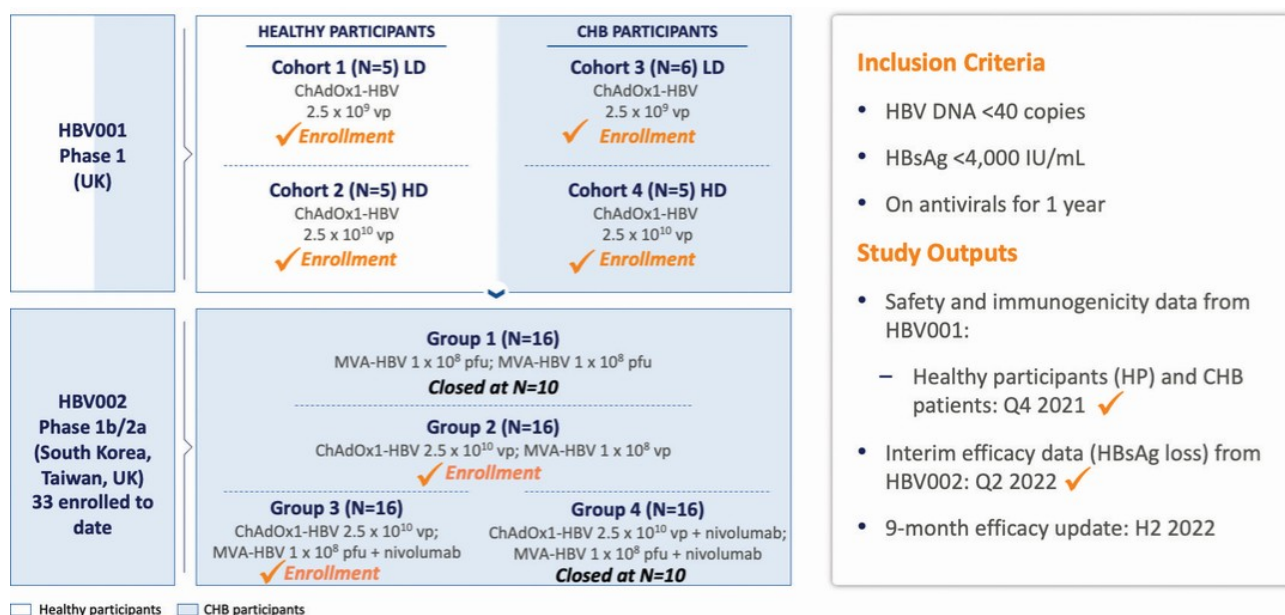 HBV001
Phase 1
(UK)
HEALTHY PARTICIPANTS
Cohort 1 (N=5) LD
ChAdOx1-HBV
2.5 x 10⁹ vp
✓ Enrollment
Cohort 2 (N=5) HD
ChAdOx1-HBV
2.5 x 10¹⁰ vp
✓ Enrollment
CHB PARTICIPANTS
Cohort 3 (N=6) LD
ChAdOx1-HBV
2.5 x 10⁹ vp
✓ Enrollment
Cohort 4 (N=5) HD
ChAdOx1-HBV
2.5 x 10¹⁰ vp
✓ Enrollment
HBV002
Phase 1b/2a
(South Korea,
Taiwan, UK)
33 enrolled to
date
Group 1 (N=16)
MVA-HBV 1 x 10⁸ pfu; MVA-HBV 1 x 10⁸ pfu
Closed at N=10
Group 2 (N=16)
ChAdOx1-HBV 2.5 x 10¹⁰ vp; MVA-HBV 1 x 10⁸ vp
✓ Enrollment
Group 3 (N=16)
ChAdOx1-HBV 2.5 x 10¹⁰ vp;
MVA-HBV 1 x 10⁸ pfu + nivolumab
✓ Enrollment
Group 4 (N=16)
ChAdOx1-HBV 2.5 x 10¹⁰ vp + nivolumab;
MVA-HBV 1 x 10⁸ pfu + nivolumab
Closed at N=10
Healthy participants
CHB participants
Inclusion Criteria
• HBV DNA <40 copies
• HBsAg <4,000 IU/mL
• On antivirals for 1 year
Study Outputs
• Safety and immunogenicity data from
HBV001:
– Healthy participants (HP) and CHB
patients: Q4 2021 ✓
• Interim efficacy data (HBsAg loss) from
HBV002: Q2 2022 ✓
• 9-month efficacy update: H2 2022